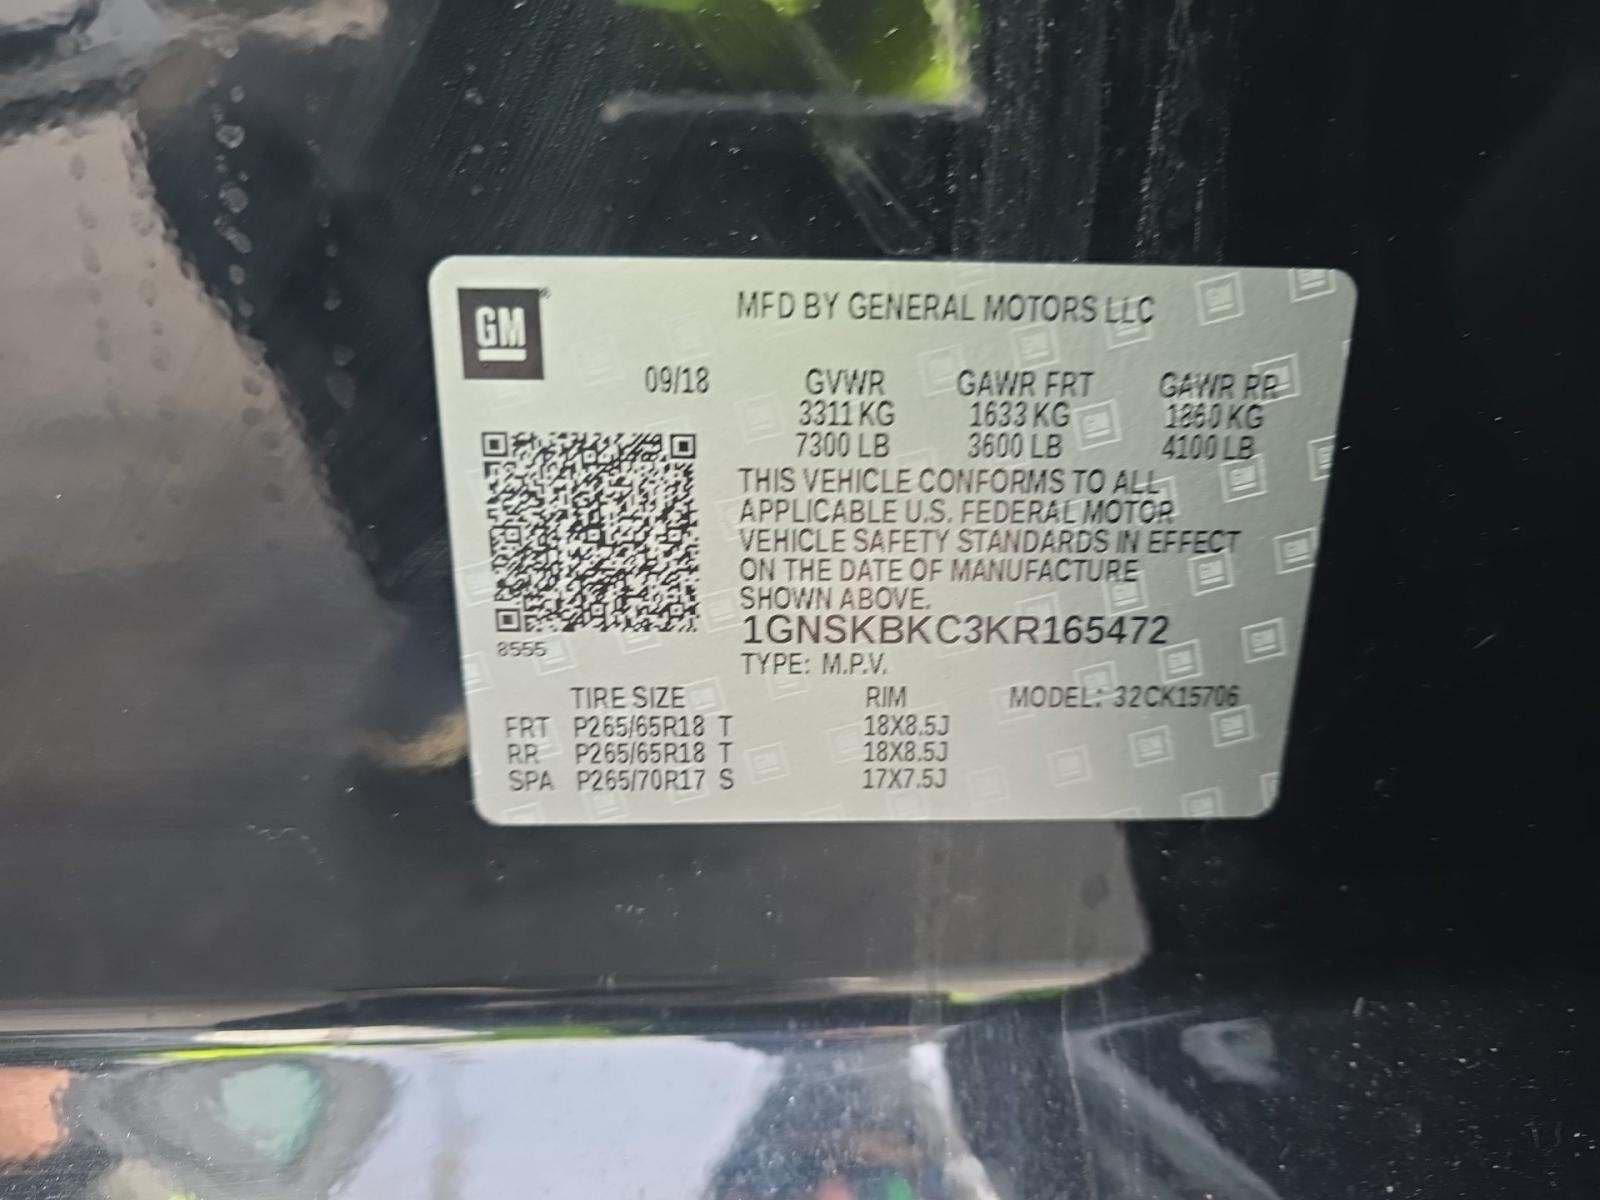 GM
MFD BY GENERAL MOTORS LLC
09/18 GVWR GAWR FRT GAWR RR
3311 KG 1633 KG 1860 KG
7300 LB 3600 LB 4100 LB
THIS VEHICLE CONFORMS TO ALL
APPLICABLE U.S. FEDERAL MOTOR
VEHICLE SAFETY STANDARDS IN EFFECT
ON THE DATE OF MANUFACTURE
SHOWN ABOVE.
1GNSKBKC3KR165472
8555
TYPE: M.P.V.
TIRE SIZE RIM MODEL: 32CK15706
FRT P265/65R18 T 18X8.5J
RR P265/65R18 T 18X8.5J
SPA P265/70R17 S 17X7.5J